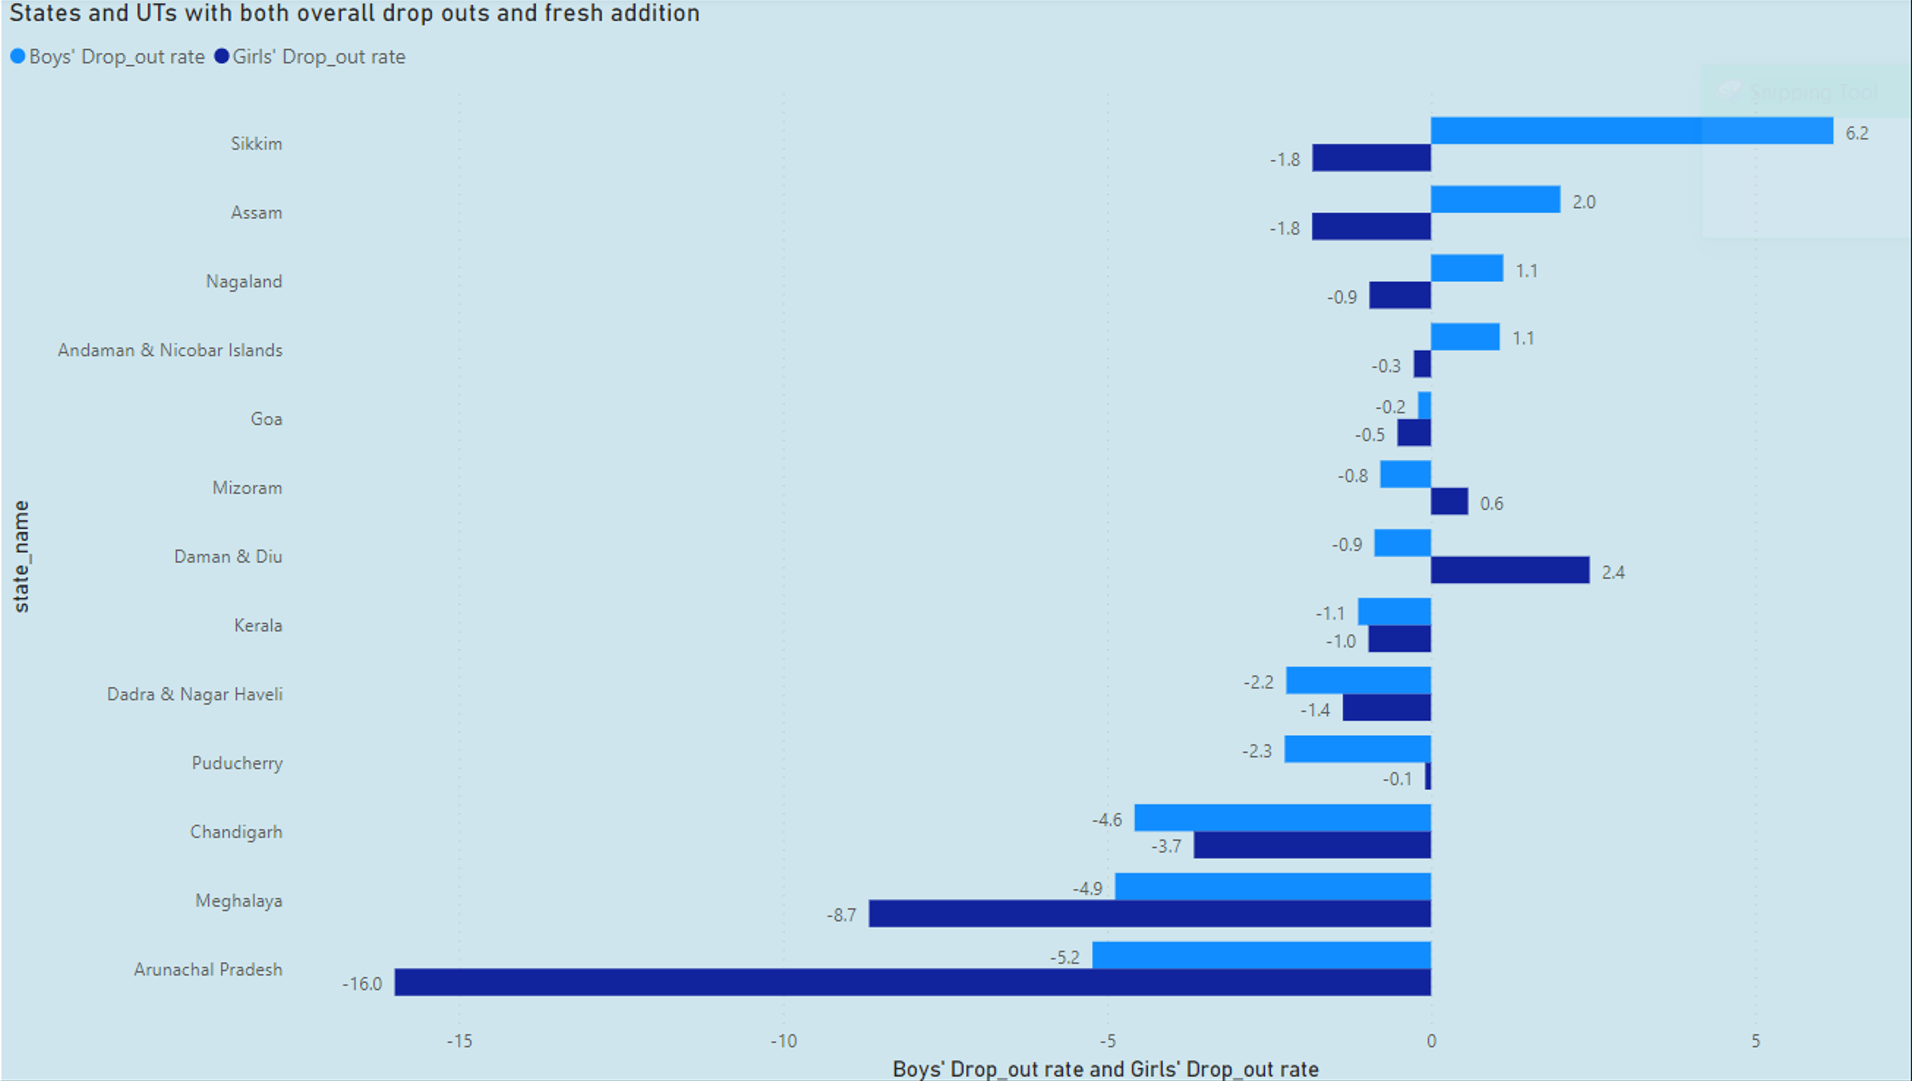 States and UTs with both overall drop outs and fresh addition
Boys' Drop_out rate Girls' Drop_out rate
Snipping Tool
Sikkim 6.2
-1.8
Assam 2.0
-1.8
Nagaland 1.1
-0.9
Andaman & Nicobar Islands 1.1
-0.3
Goa -0.2
-0.5
Mizoram -0.8
0.6
Daman & Diu -0.9
2.4
Kerala -1.1
-1.0
Dadra & Nagar Haveli -2.2
-1.4
Puducherry -2.3
-0.1
Chandigarh -4.6
-3.7
Meghalaya -4.9
-8.7
Arunachal Pradesh -5.2
-16.0
state_name
-15 -10 -5 0 5
Boys' Drop_out rate and Girls' Drop_out rate